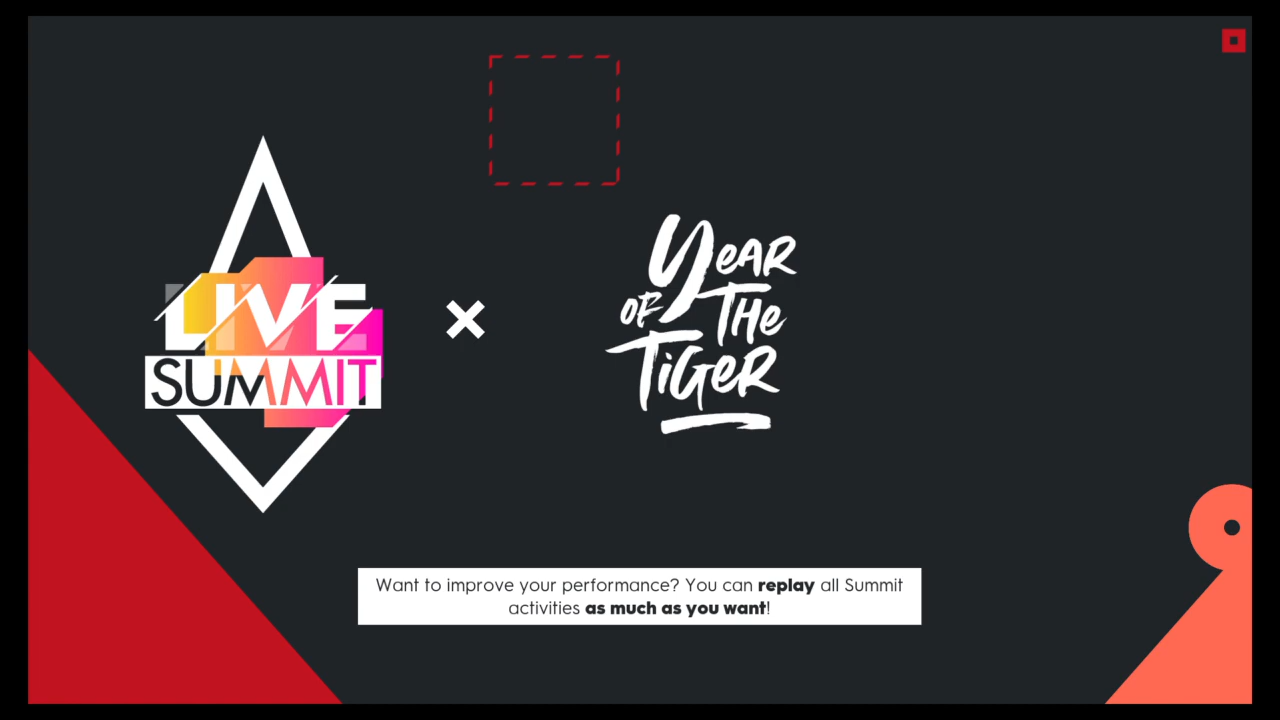 LIVE
SUMMIT
×
YEAR
OF THE
TIGER
Want to improve your performance? You can replay all Summit
activities as much as you want!